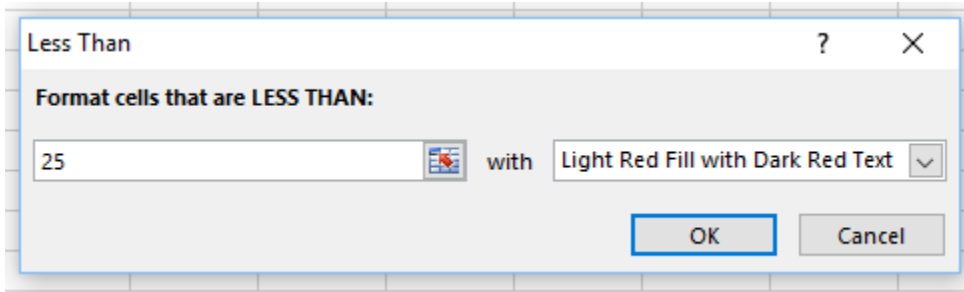 Less Than ?
Format cells that are LESS THAN:
25 with Light Red Fill with Dark Red Text
OK Cancel